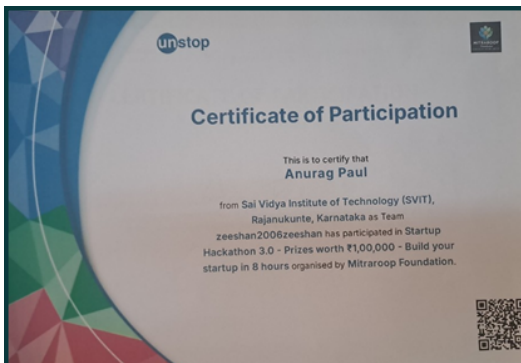 unstop
MITRAROOP
Certificate of Participation
This is to certify that
Anurag Paul
from Sai Vidya Institute of Technology (SVIT),
Rajanukunte, Karnataka as Team
zeeshan2006zeeshan has participated in Startup
Hackathon 3.0 - Prizes worth ₹1,00,000 - Build your
startup in 8 hours organised by Mitraroop Foundation.